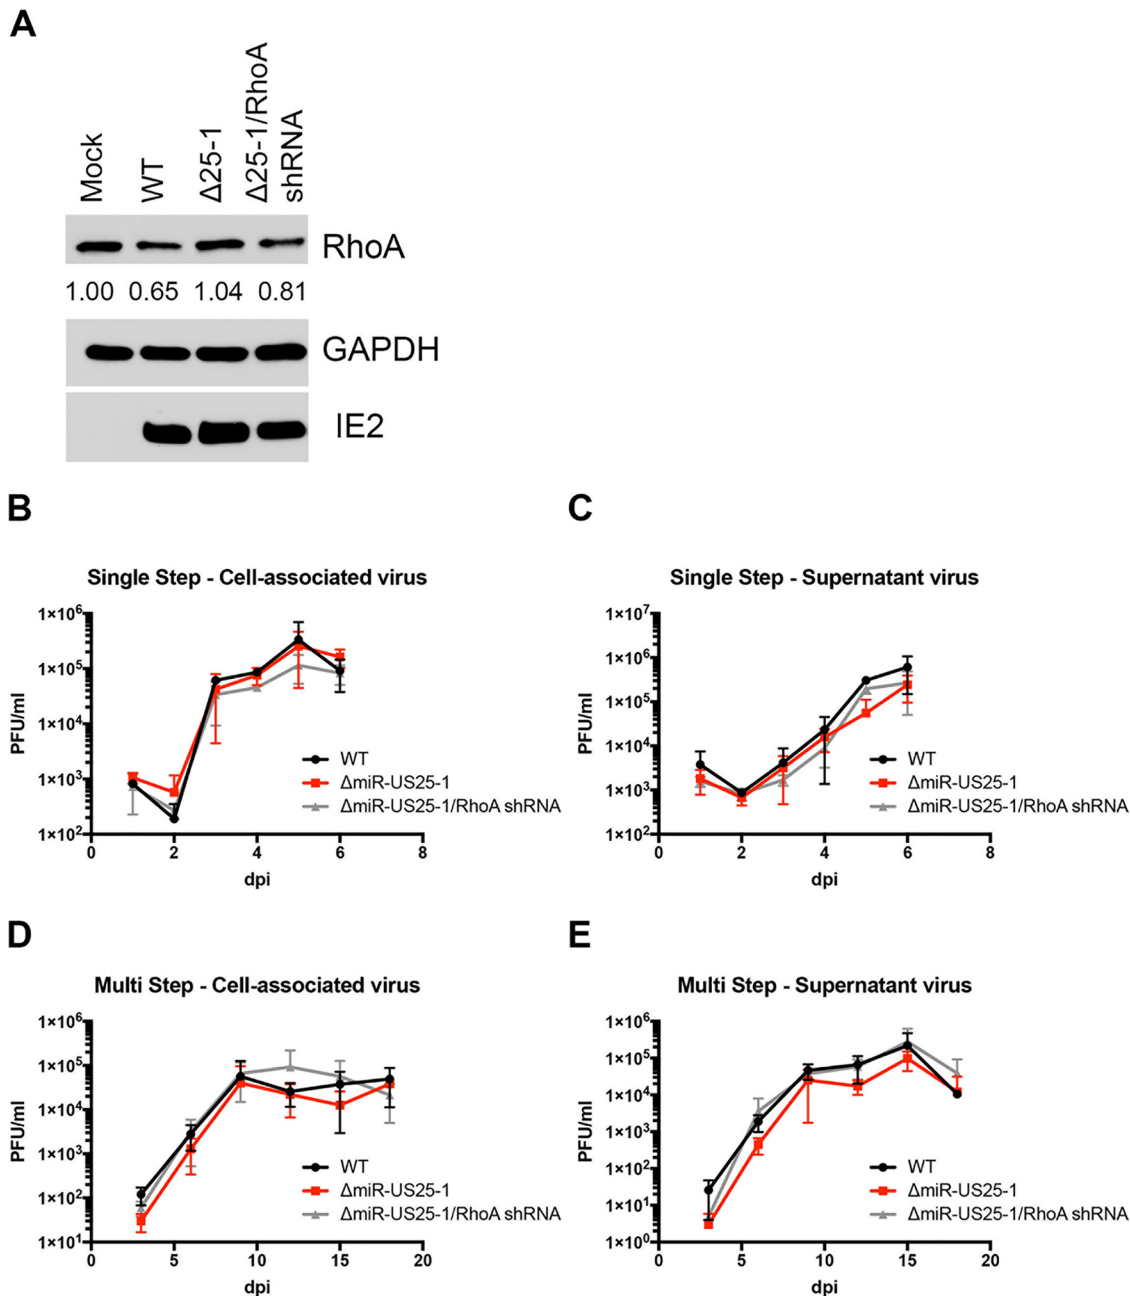 A
Mock
WT
Δ25-1
Δ25-1/RhoA
shRNA
RhoA
1.00 0.65 1.04 0.81
GAPDH
IE2
B
Single Step - Cell-associated virus
1×10⁶
1×10⁵
1×10⁴
1×10³
1×10²
PFU/ml
WT
ΔmiR-US25-1
ΔmiR-US25-1/RhoA shRNA
0 2 4 6 8
dpi
C
Single Step - Supernatant virus
1×10⁷
1×10⁶
1×10⁵
1×10⁴
1×10³
1×10²
PFU/ml
WT
ΔmiR-US25-1
ΔmiR-US25-1/RhoA shRNA
0 2 4 6 8
dpi
D
Multi Step - Cell-associated virus
1×10⁶
1×10⁵
1×10⁴
1×10³
1×10²
1×10¹
PFU/ml
WT
ΔmiR-US25-1
ΔmiR-US25-1/RhoA shRNA
0 5 10 15 20
dpi
E
Multi Step - Supernatant virus
1×10⁶
1×10⁵
1×10⁴
1×10³
1×10²
1×10¹
1×10⁰
PFU/ml
WT
ΔmiR-US25-1
ΔmiR-US25-1/RhoA shRNA
0 5 10 15 20
dpi